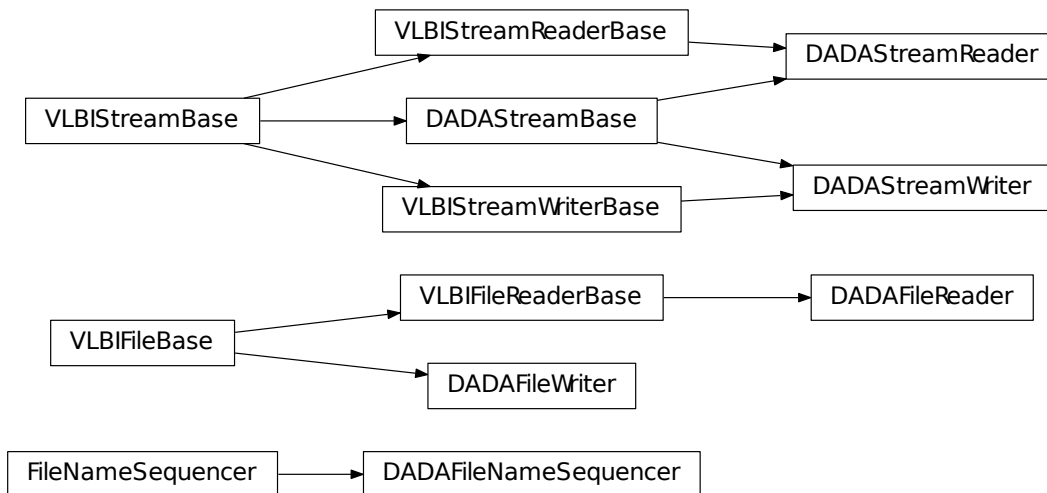 VLBIStreamReaderBase
DADAStreamReader
VLBIStreamBase
DADAStreamBase
DADAStreamWriter
VLBIStreamWriterBase
VLBIFileReaderBase
DADAFileReader
VLBIFileBase
DADAFileWriter
FileNameSequencer
DADAFileNameSequencer